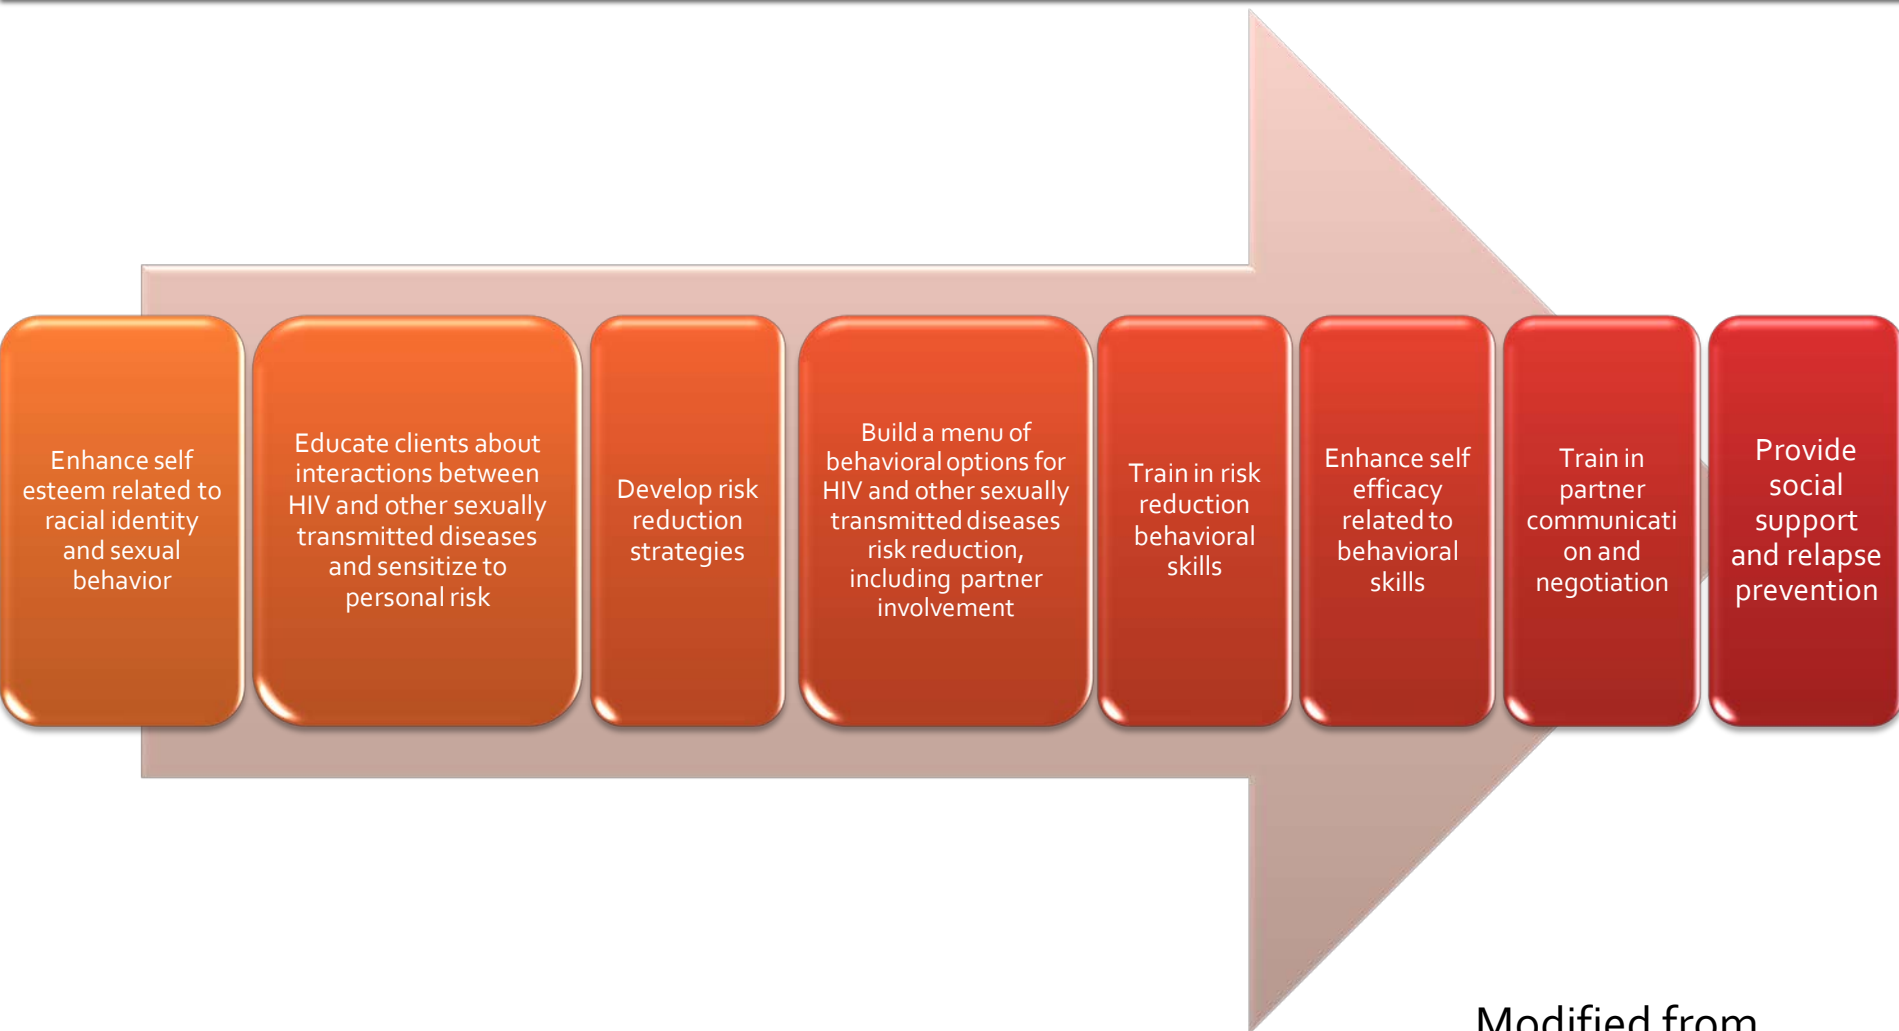 Enhance self
esteem related to
racial identity
and sexual
behavior
Educate clients about
interactions between
HIV and other sexually
transmitted diseases
and sensitize to
personal risk
Develop risk
reduction
strategies
Build a menu of
behavioral options for
HIV and other sexually
transmitted diseases
risk reduction,
including partner
involvement
Train in risk
reduction
behavioral
skills
Enhance self
efficacy
related to
behavioral
skills
Train in
partner
communicati
on and
negotiation
Provide
social
support
and relapse
prevention
Modified from